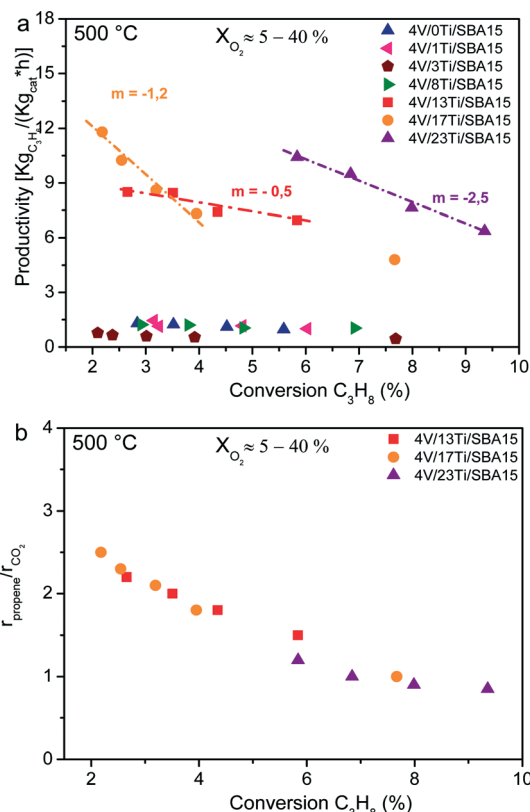 a
500 °C
X_O₂ ≈ 5 – 40 %
4V/0Ti/SBA15
4V/1Ti/SBA15
4V/3Ti/SBA15
4V/8Ti/SBA15
4V/13Ti/SBA15
4V/17Ti/SBA15
4V/23Ti/SBA15
m = -1,2
m = - 0,5
m = -2,5
Productivity [Kg_C₃H₆/(Kg_cat.*h)]
18
15
12
9
6
3
0
2 3 4 5 6 7 8 9 10
Conversion C₃H₈ (%)
b
500 °C
X_O₂ ≈ 5 – 40 %
4V/13Ti/SBA15
4V/17Ti/SBA15
4V/23Ti/SBA15
r_propene/r_CO₂
4
3
2
1
0
2 4 6 8 10
Conversion C₃H₈ (%)